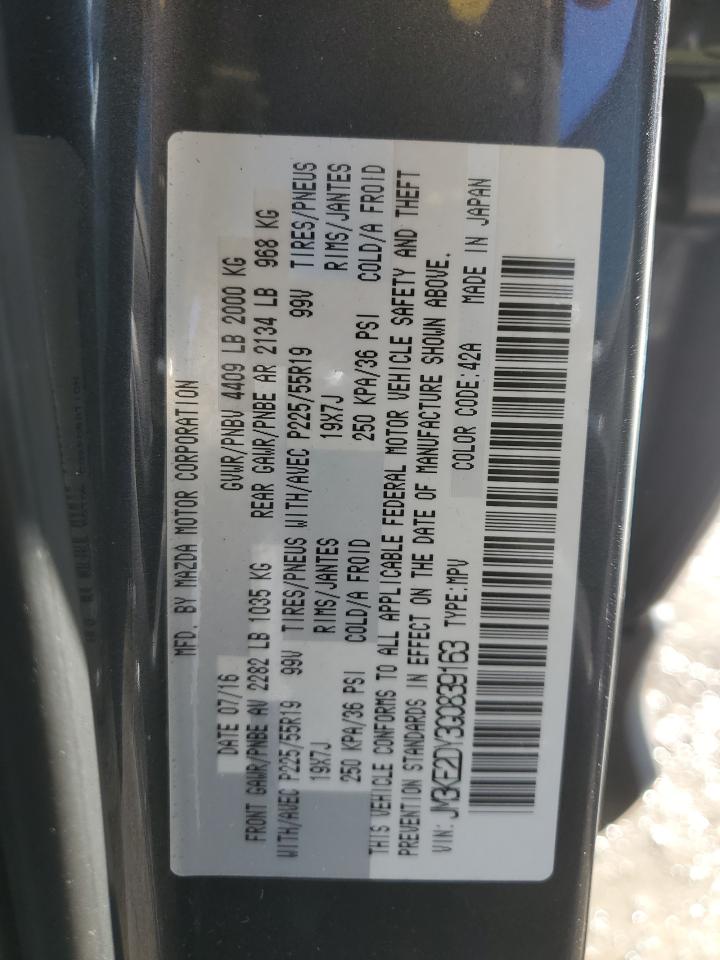 MFD. BY MAZDA MOTOR CORPORATION
DATE 07/16 GVWR/PNBV 4409 LB 2000 KG
FRONT GAWR/PNBE AV 2282 LB 1035 KG REAR GAWR/PNBE AR 2134 LB 968 KG
WITH/AVEC P225/55R19 99V TIRES/PNEUS WITH/AVEC P225/55R19 99V TIRES/PNEUS
19X7J RIMS/JANTES 19X7J RIMS/JANTES
250 KPA/36 PSI COLD/A FROID 250 KPA/36 PSI COLD/A FROID
THIS VEHICLE CONFORMS TO ALL APPLICABLE FEDERAL MOTOR VEHICLE SAFETY AND THEFT
PREVENTION STANDARDS IN EFFECT ON THE DATE OF MANUFACTURE SHOWN ABOVE.
VIN: JM3KE2DY3G0839163 TYPE:MPV COLOR CODE:42A MADE IN JAPAN